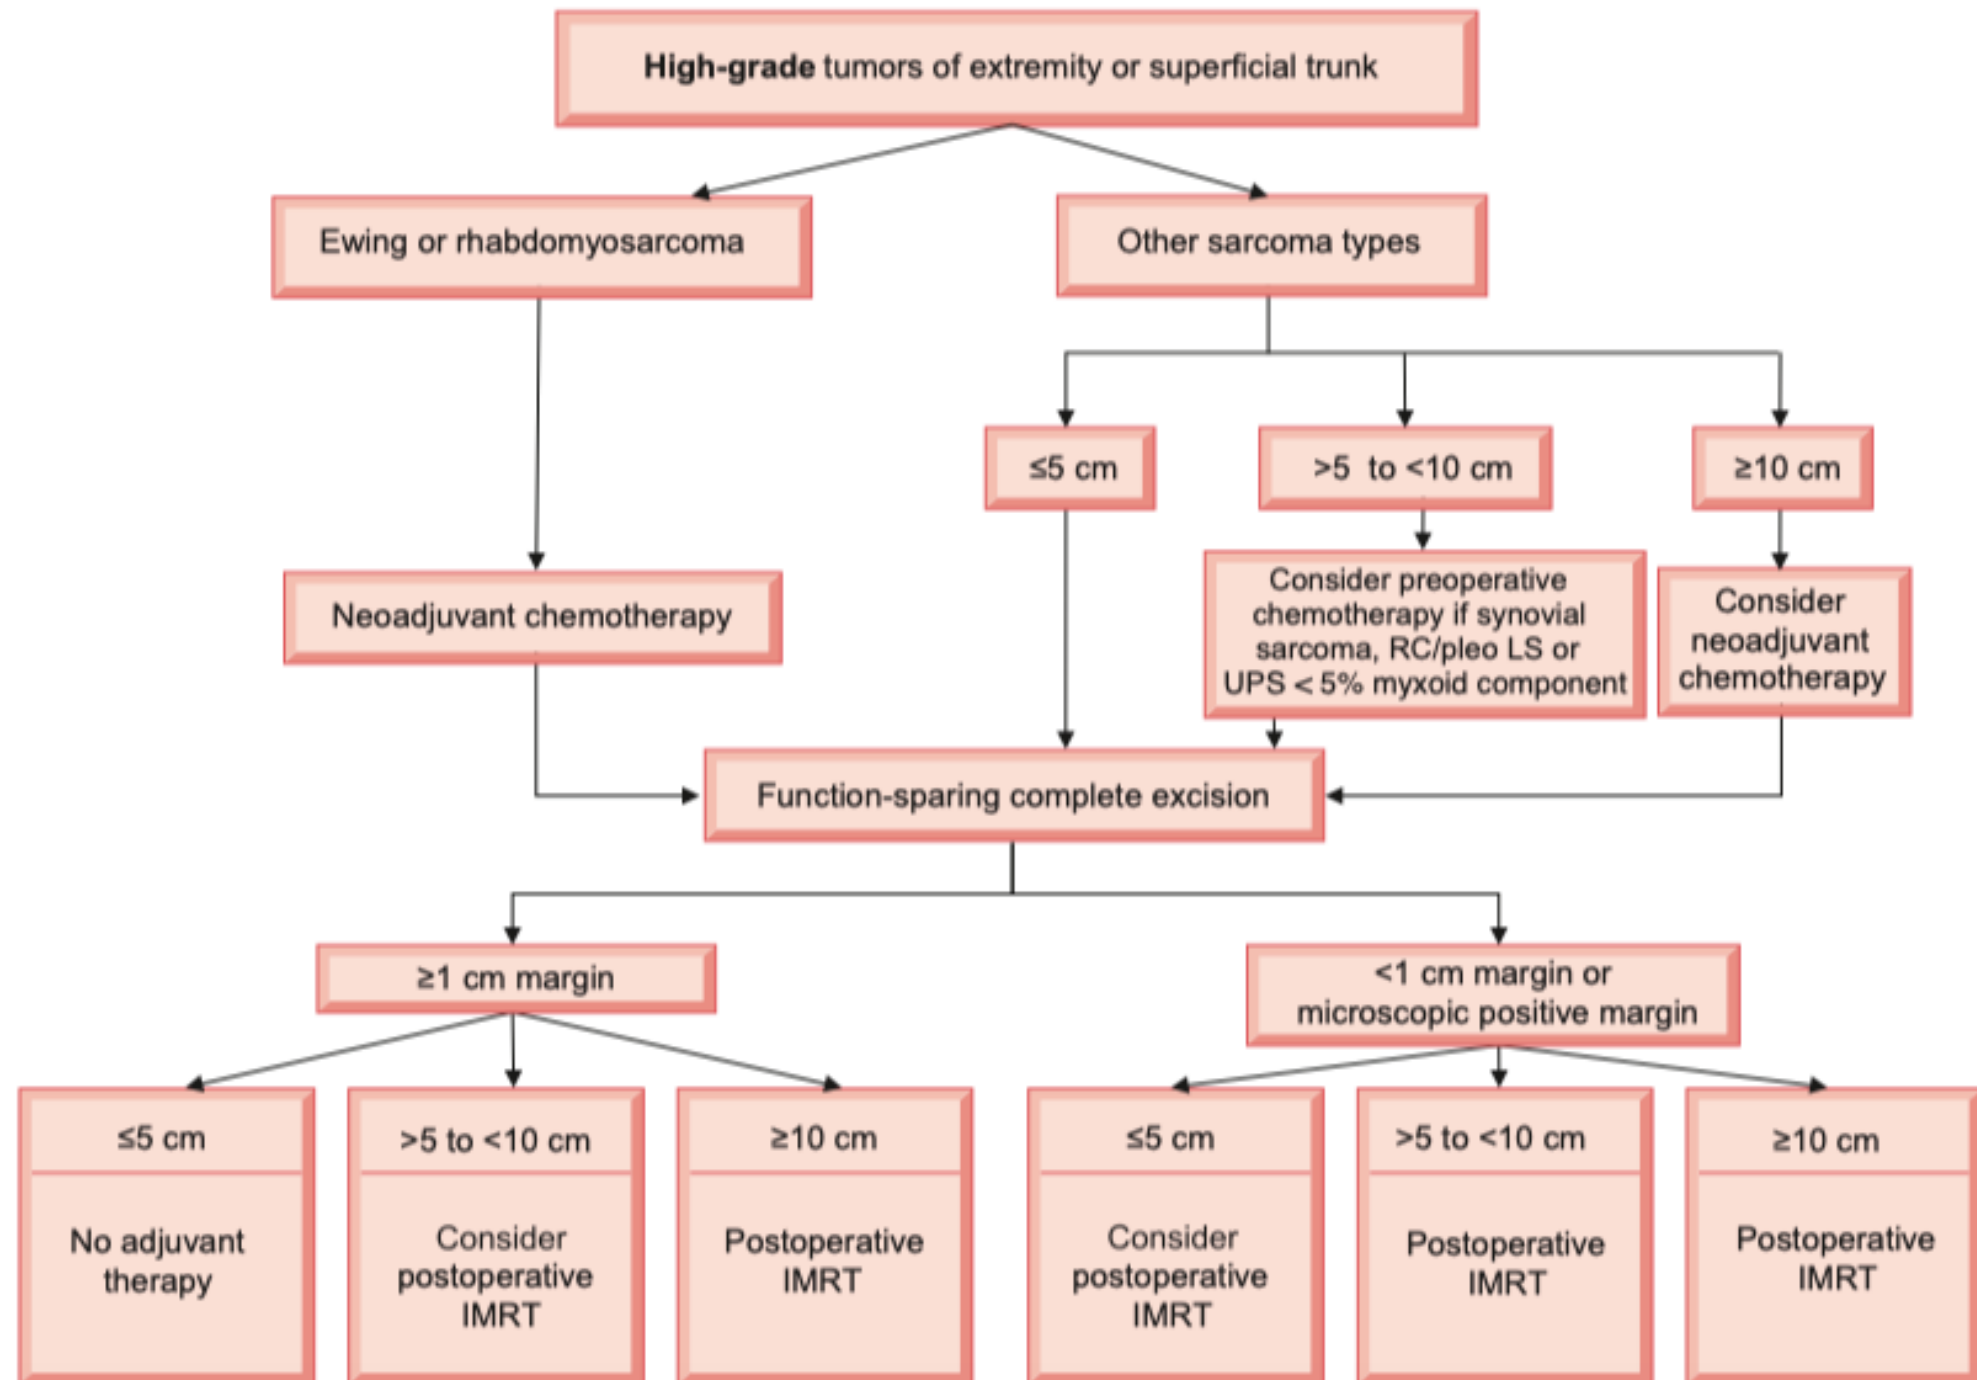 High-grade tumors of extremity or superficial trunk
Ewing or rhabdomyosarcoma
Other sarcoma types
≤5 cm
>5 to <10 cm
≥10 cm
Neoadjuvant chemotherapy
Consider preoperative
chemotherapy if synovial
sarcoma, RC/pleo LS or
UPS < 5% myxoid component
Consider
neoadjuvant
chemotherapy
Function-sparing complete excision
≥1 cm margin
<1 cm margin or
microscopic positive margin
≤5 cm
No adjuvant
therapy
>5 to <10 cm
Consider
postoperative
IMRT
≥10 cm
Postoperative
IMRT
≤5 cm
Consider
postoperative
IMRT
>5 to <10 cm
Postoperative
IMRT
≥10 cm
Postoperative
IMRT